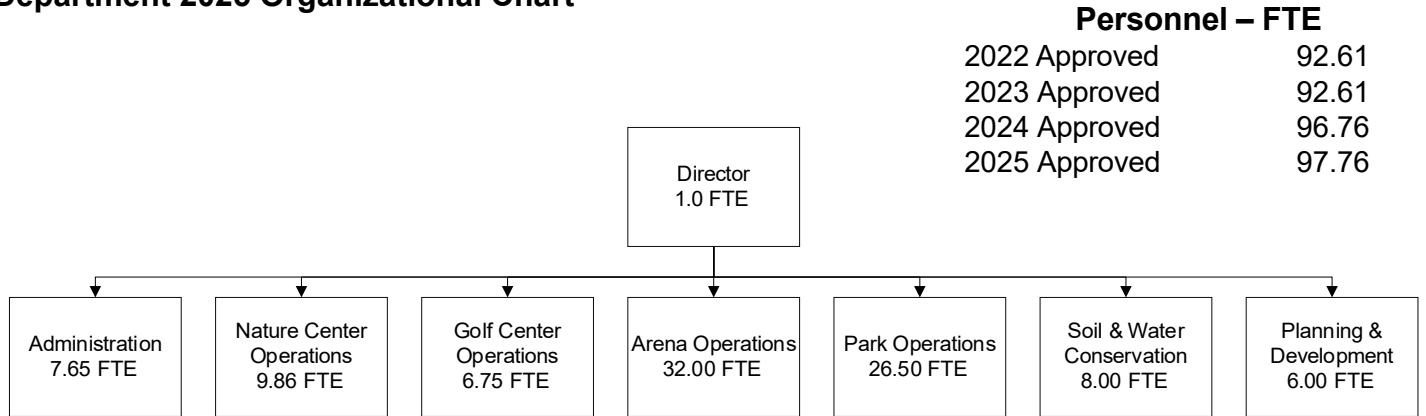 Department Organizational Chart
Personnel – FTE
2022 Approved 92.61
2023 Approved 92.61
2024 Approved 96.76
2025 Approved 97.76
Director
1.0 FTE
Administration
7.65 FTE
Nature Center
Operations
9.86 FTE
Golf Center
Operations
6.75 FTE
Arena Operations
32.00 FTE
Park Operations
26.50 FTE
Soil & Water
Conservation
8.00 FTE
Planning &
Development
6.00 FTE